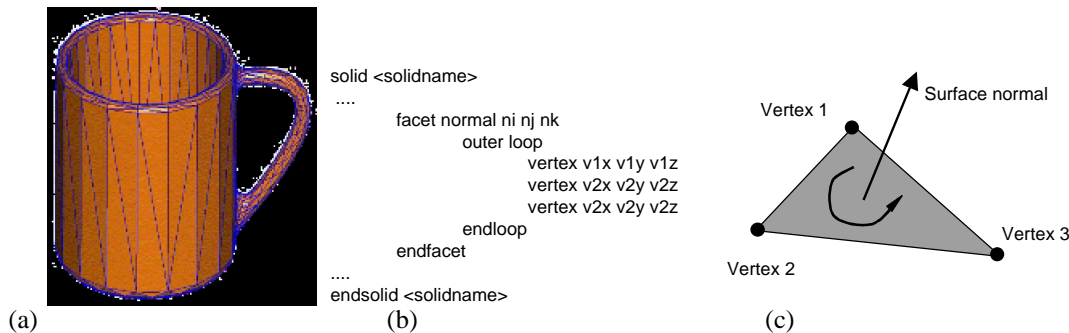 solid <solidname>
....
facet normal ni nj nk
outer loop
vertex v1x v1y v1z
vertex v2x v2y v2z
vertex v2x v2y v2z
endloop
endfacet
....
endsolid <solidname>
Surface normal
Vertex 1
Vertex 3
Vertex 2
(a)
(b)
(c)